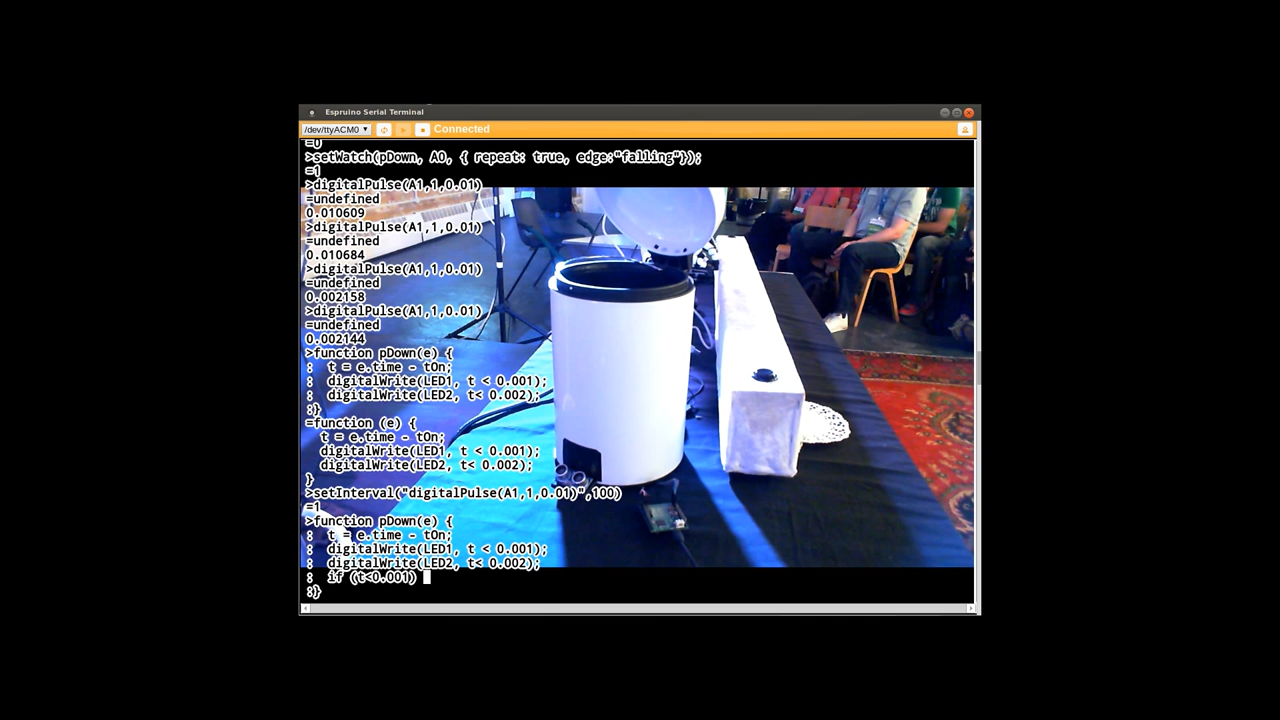 Espruino Serial Terminal
/dev/ttyACM0 Connected
=0
>setWatch(pDown, A0, { repeat: true, edge:"falling"});
=1
>digitalPulse(A1,1,0.01)
=undefined
0.010609
>digitalPulse(A1,1,0.01)
=undefined
0.010684
>digitalPulse(A1,1,0.01)
=undefined
0.002158
>digitalPulse(A1,1,0.01)
=undefined
0.002144
>function pDown(e) {
:  t = e.time - tOn;
:  digitalWrite(LED1, t < 0.001);
:  digitalWrite(LED2, t< 0.002);
:}
=function (e) {
  t = e.time - tOn;
  digitalWrite(LED1, t < 0.001);
  digitalWrite(LED2, t< 0.002);
}
>setInterval("digitalPulse(A1,1,0.01)",100)
=1
>function pDown(e) {
:  t = e.time - tOn;
:  digitalWrite(LED1, t < 0.001);
:  digitalWrite(LED2, t< 0.002);
:  if (t<0.001)
:}